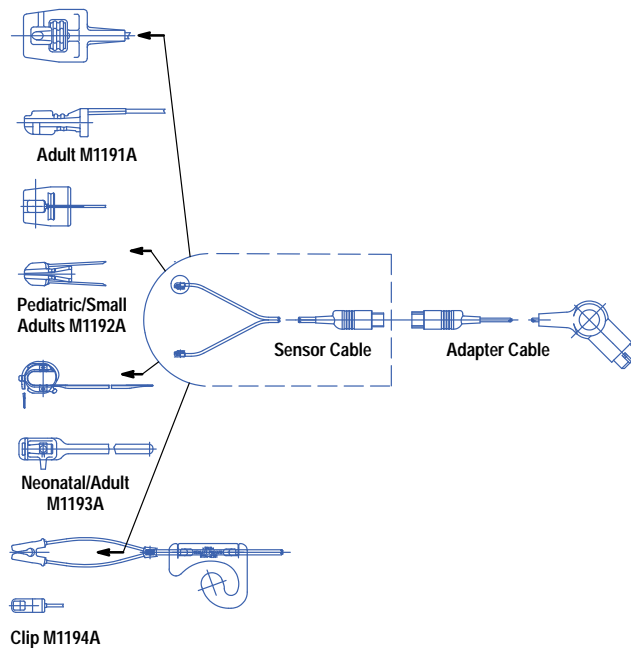 Adult M1191A
Pediatric/Small
Adults M1192A
Sensor Cable
Adapter Cable
Neonatal/Adult
M1193A
Clip M1194A